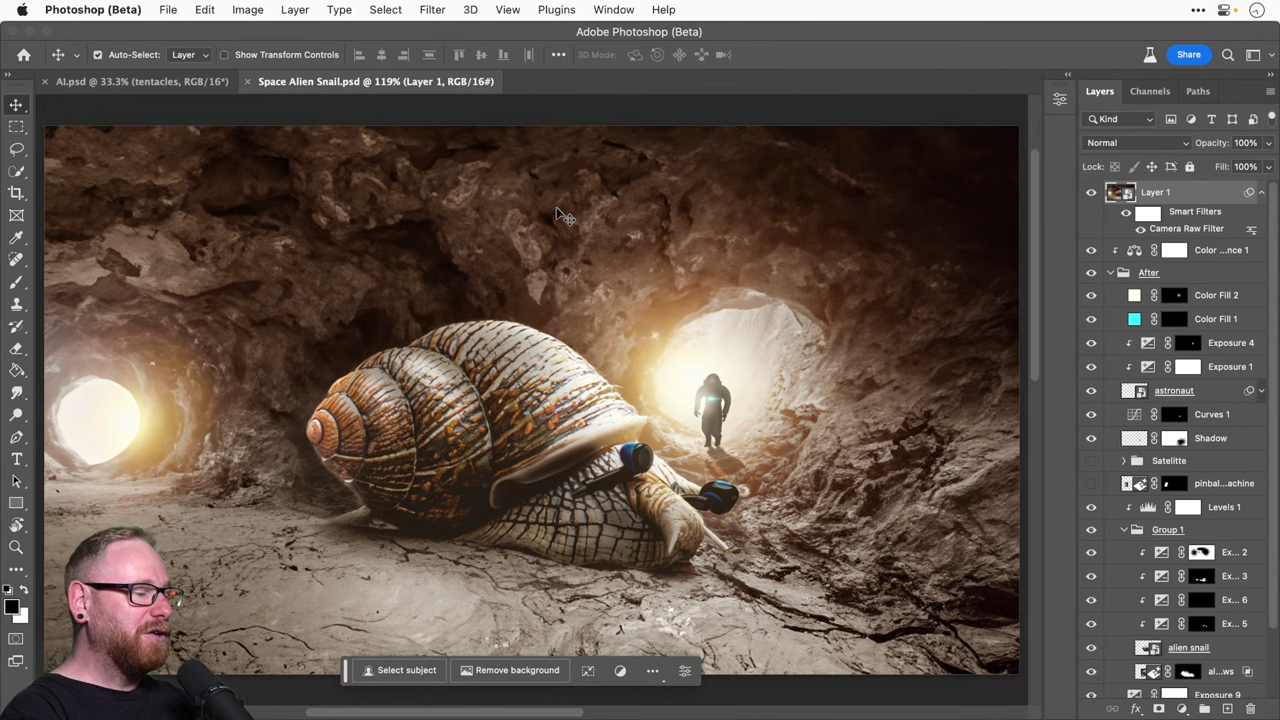 Photoshop (Beta) File Edit Image Layer Type Select Filter 3D View Plugins Window Help
Adobe Photoshop (Beta)
Auto-Select: Layer Show Transform Controls 3D Mode: Share
AI.psd @ 33.3% (tentacles, RGB/16*) Space Alien Snail.psd @ 119% (Layer 1, RGB/16#)
Layers Channels Paths
Kind
Normal Opacity: 100%
Lock: Fill: 100%
Layer 1
Smart Filters
Camera Raw Filter
Color ...nce 1
After
Color Fill 2
Color Fill 1
Exposure 4
Exposure 1
astronaut
Curves 1
Shadow
Satelitte
pinbal...achine
Levels 1
Group 1
Ex... 2
Ex... 3
Ex... 6
Ex... 5
alien snail
al...ws
Exposure 9
Select subject Remove background
fx